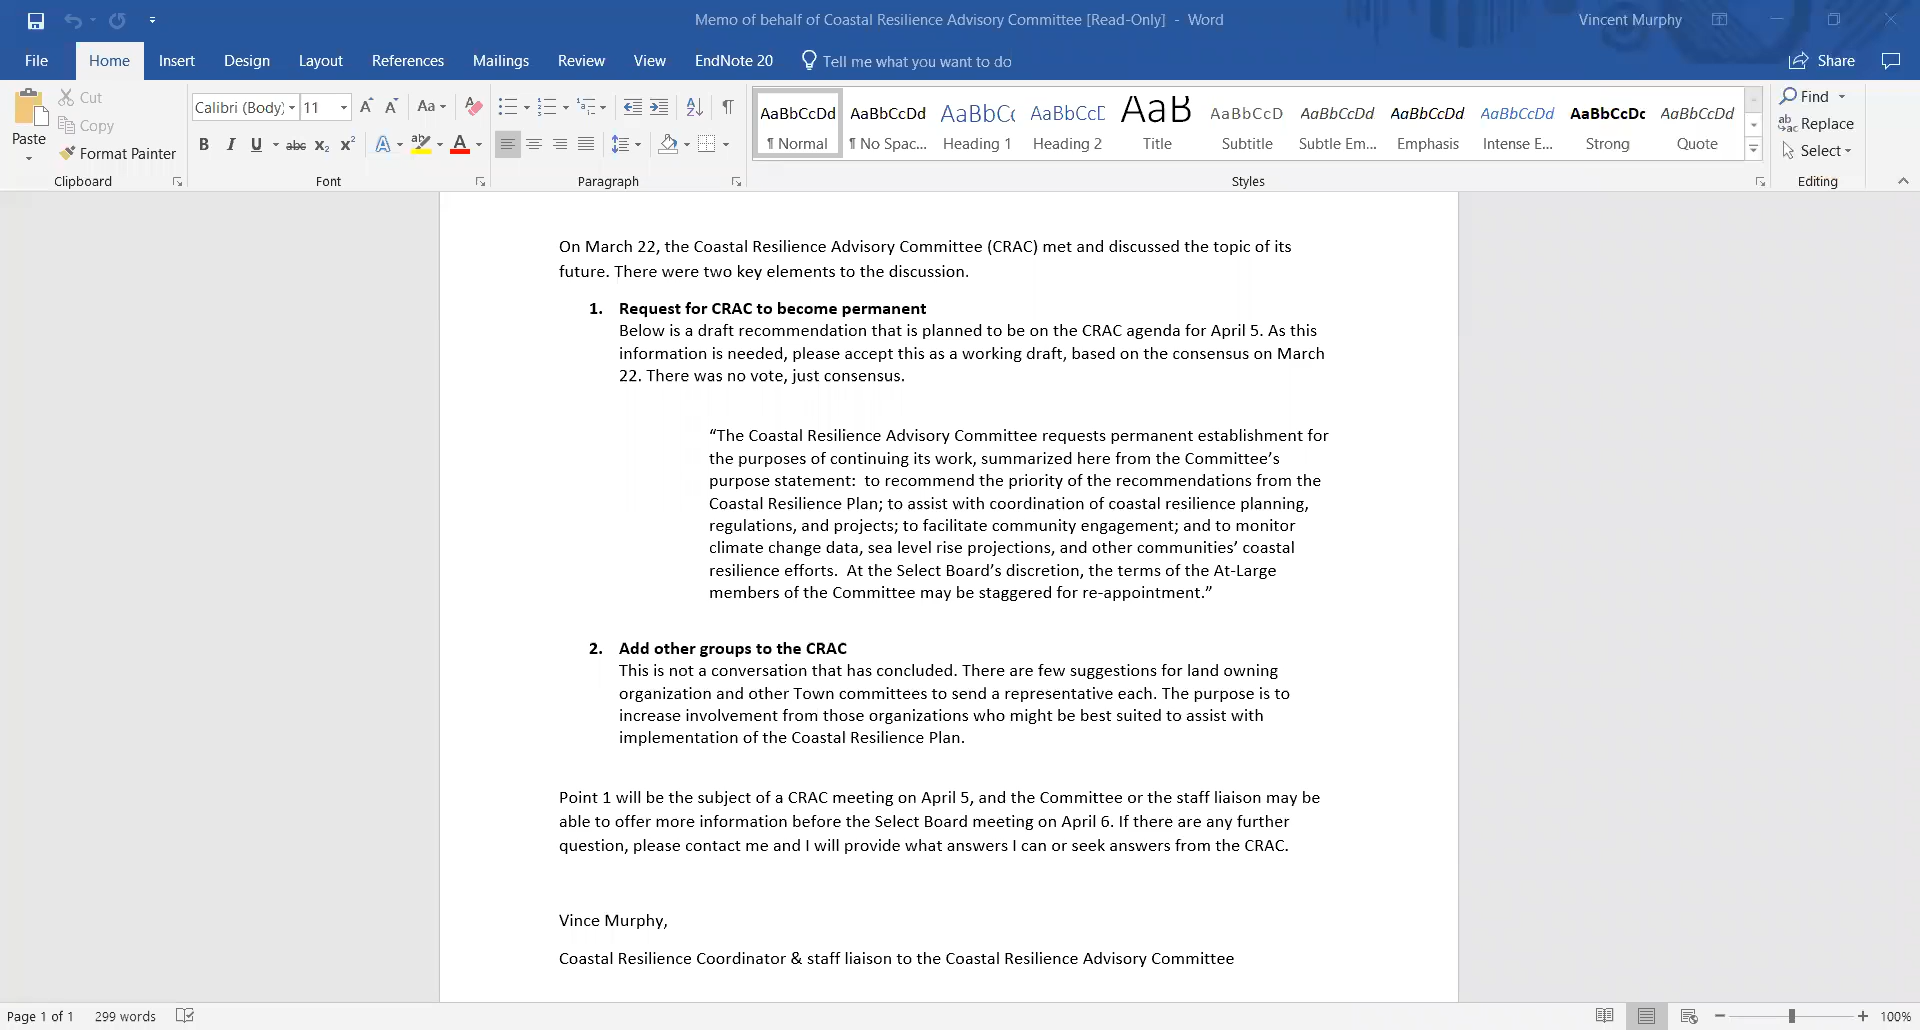 Memo of behalf of Coastal Resilience Advisory Committee [Read-Only] - Word
Vincent Murphy
File Home Insert Design Layout References Mailings Review View EndNote 20 Tell me what you want to do
Share
Paste
Cut
Copy
Format Painter
Clipboard
Calibri (Body) 11
Font
Paragraph
AaBbCcDd AaBbCcDd AaBbCc AaBbCcD AaB AaBbCcD AaBbCcDd AaBbCcDd AaBbCcDd AaBbCcDc AaBbCcDd
¶ Normal ¶ No Spac... Heading 1 Heading 2 Title Subtitle Subtle Em... Emphasis Intense E... Strong Quote
Styles
Find
Replace
Select
Editing
On March 22, the Coastal Resilience Advisory Committee (CRAC) met and discussed the topic of its
future. There were two key elements to the discussion.
1. Request for CRAC to become permanent
Below is a draft recommendation that is planned to be on the CRAC agenda for April 5. As this
information is needed, please accept this as a working draft, based on the consensus on March
22. There was no vote, just consensus.
“The Coastal Resilience Advisory Committee requests permanent establishment for
the purposes of continuing its work, summarized here from the Committee’s
purpose statement: to recommend the priority of the recommendations from the
Coastal Resilience Plan; to assist with coordination of coastal resilience planning,
regulations, and projects; to facilitate community engagement; and to monitor
climate change data, sea level rise projections, and other communities’ coastal
resilience efforts. At the Select Board’s discretion, the terms of the At-Large
members of the Committee may be staggered for re-appointment.”
2. Add other groups to the CRAC
This is not a conversation that has concluded. There are few suggestions for land owning
organization and other Town committees to send a representative each. The purpose is to
increase involvement from those organizations who might be best suited to assist with
implementation of the Coastal Resilience Plan.
Point 1 will be the subject of a CRAC meeting on April 5, and the Committee or the staff liaison may be
able to offer more information before the Select Board meeting on April 6. If there are any further
question, please contact me and I will provide what answers I can or seek answers from the CRAC.
Vince Murphy,
Coastal Resilience Coordinator & staff liaison to the Coastal Resilience Advisory Committee
Page 1 of 1 299 words
100%